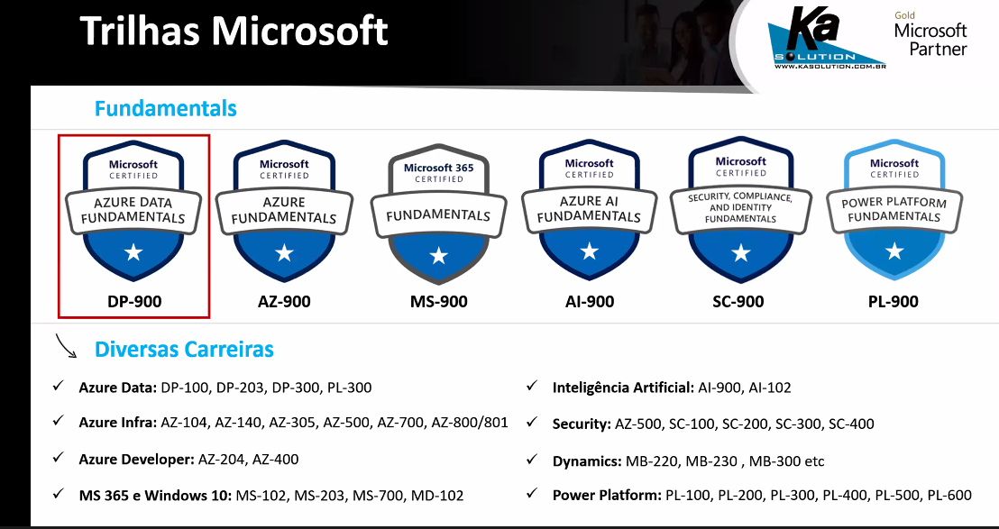 Trilhas Microsoft
Ka
SOLUTION
WWW.KASOLUTION.COM.BR
Gold
Microsoft
Partner
Fundamentals
Microsoft
CERTIFIED
AZURE DATA
FUNDAMENTALS
DP-900
Microsoft
CERTIFIED
AZURE
FUNDAMENTALS
AZ-900
Microsoft 365
CERTIFIED
FUNDAMENTALS
MS-900
Microsoft
CERTIFIED
AZURE AI
FUNDAMENTALS
AI-900
Microsoft
CERTIFIED
SECURITY, COMPLIANCE,
AND IDENTITY
FUNDAMENTALS
SC-900
Microsoft
CERTIFIED
POWER PLATFORM
FUNDAMENTALS
PL-900
Diversas Carreiras
✓ Azure Data: DP-100, DP-203, DP-300, PL-300
✓ Azure Infra: AZ-104, AZ-140, AZ-305, AZ-500, AZ-700, AZ-800/801
✓ Azure Developer: AZ-204, AZ-400
✓ MS 365 e Windows 10: MS-102, MS-203, MS-700, MD-102
✓ Inteligência Artificial: AI-900, AI-102
✓ Security: AZ-500, SC-100, SC-200, SC-300, SC-400
✓ Dynamics: MB-220, MB-230 , MB-300 etc
✓ Power Platform: PL-100, PL-200, PL-300, PL-400, PL-500, PL-600